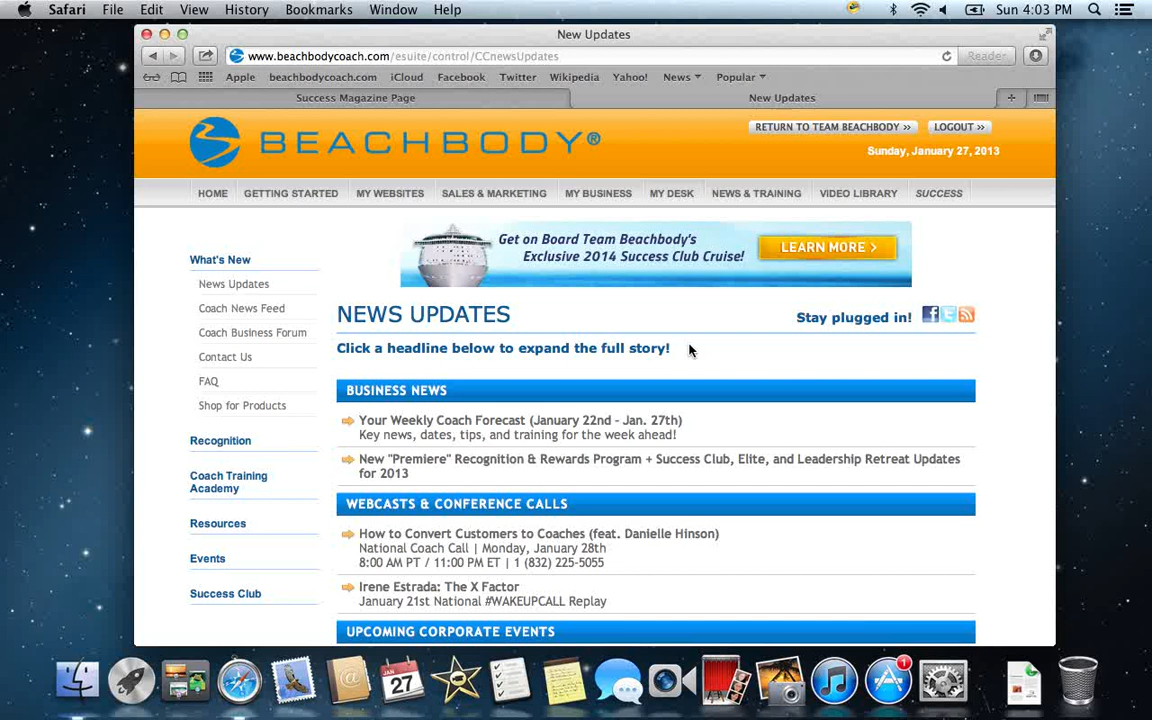 Safari File Edit View History Bookmarks Window Help Sun 4:03 PM
New Updates
www.beachbodycoach.com/esuite/control/CCnewsUpdates Reader
Apple beachbodycoach.com iCloud Facebook Twitter Wikipedia Yahoo! News Popular
Success Magazine Page New Updates
BEACHBODY®
RETURN TO TEAM BEACHBODY >> LOGOUT >>
Sunday, January 27, 2013
HOME GETTING STARTED MY WEBSITES SALES & MARKETING MY BUSINESS MY DESK NEWS & TRAINING VIDEO LIBRARY SUCCESS
Get on Board Team Beachbody's
Exclusive 2014 Success Club Cruise!
LEARN MORE >
What's New
News Updates
Coach News Feed
Coach Business Forum
Contact Us
FAQ
Shop for Products
Recognition
Coach Training
Academy
Resources
Events
Success Club
NEWS UPDATES
Stay plugged in!
Click a headline below to expand the full story!
BUSINESS NEWS
Your Weekly Coach Forecast (January 22nd - Jan. 27th)
Key news, dates, tips, and training for the week ahead!
New "Premiere" Recognition & Rewards Program + Success Club, Elite, and Leadership Retreat Updates
for 2013
WEBCASTS & CONFERENCE CALLS
How to Convert Customers to Coaches (feat. Danielle Hinson)
National Coach Call | Monday, January 28th
8:00 AM PT / 11:00 PM ET | 1 (832) 225-5055
Irene Estrada: The X Factor
January 21st National #WAKEUPCALL Replay
UPCOMING CORPORATE EVENTS
JAN
27
1